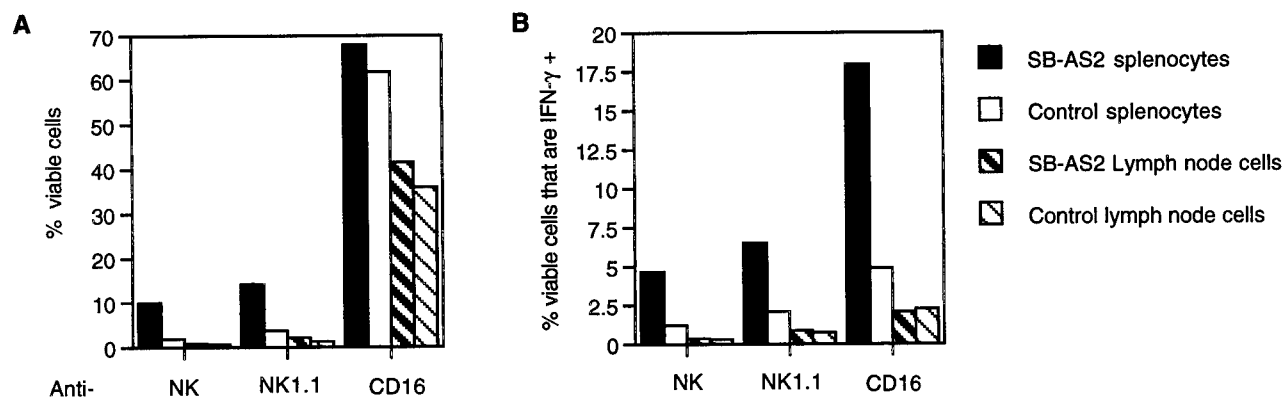 A
% viable cells
70
60
50
40
30
20
10
0
Anti- NK NK1.1 CD16
B
% viable cells that are IFN-γ +
20
17.5
15
12.5
10
7.5
5
2.5
0
NK NK1.1 CD16
SB-AS2 splenocytes
Control splenocytes
SB-AS2 Lymph node cells
Control lymph node cells